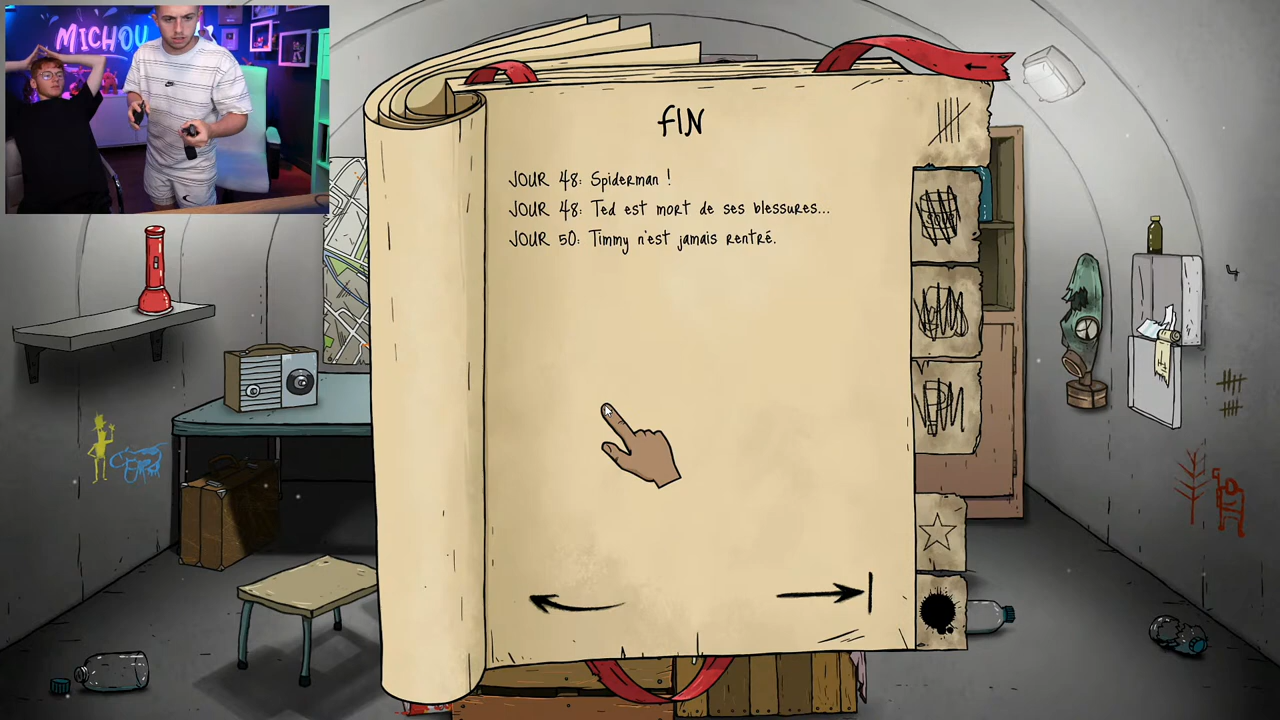 MICHOU
FIN
JOUR 48: Spiderman !
JOUR 48: Ted est mort de ses blessures...
JOUR 50: Timmy n'est jamais rentré.